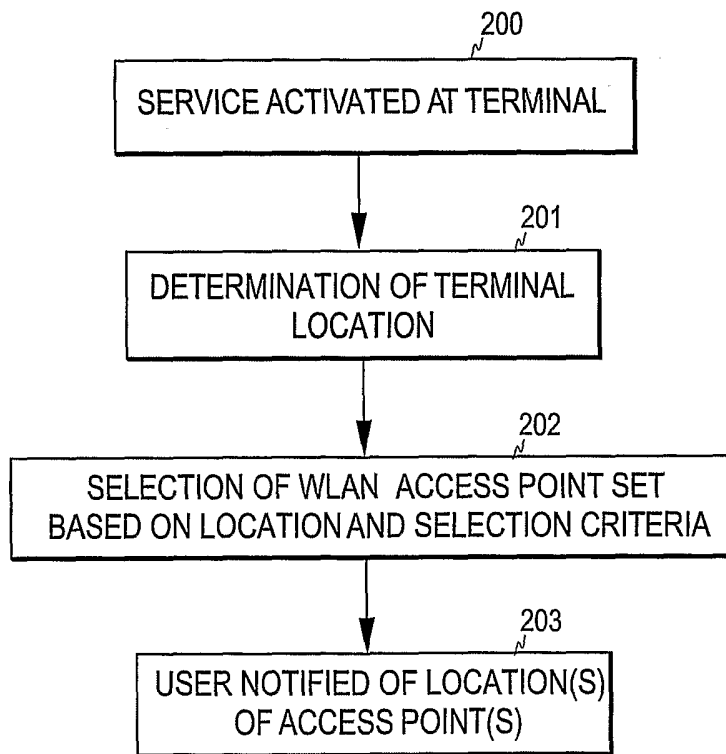 200
SERVICE ACTIVATED AT TERMINAL
201
DETERMINATION OF TERMINAL
LOCATION
202
SELECTION OF WLAN ACCESS POINT SET
BASED ON LOCATION AND SELECTION CRITERIA
203
USER NOTIFIED OF LOCATION(S)
OF ACCESS POINT(S)